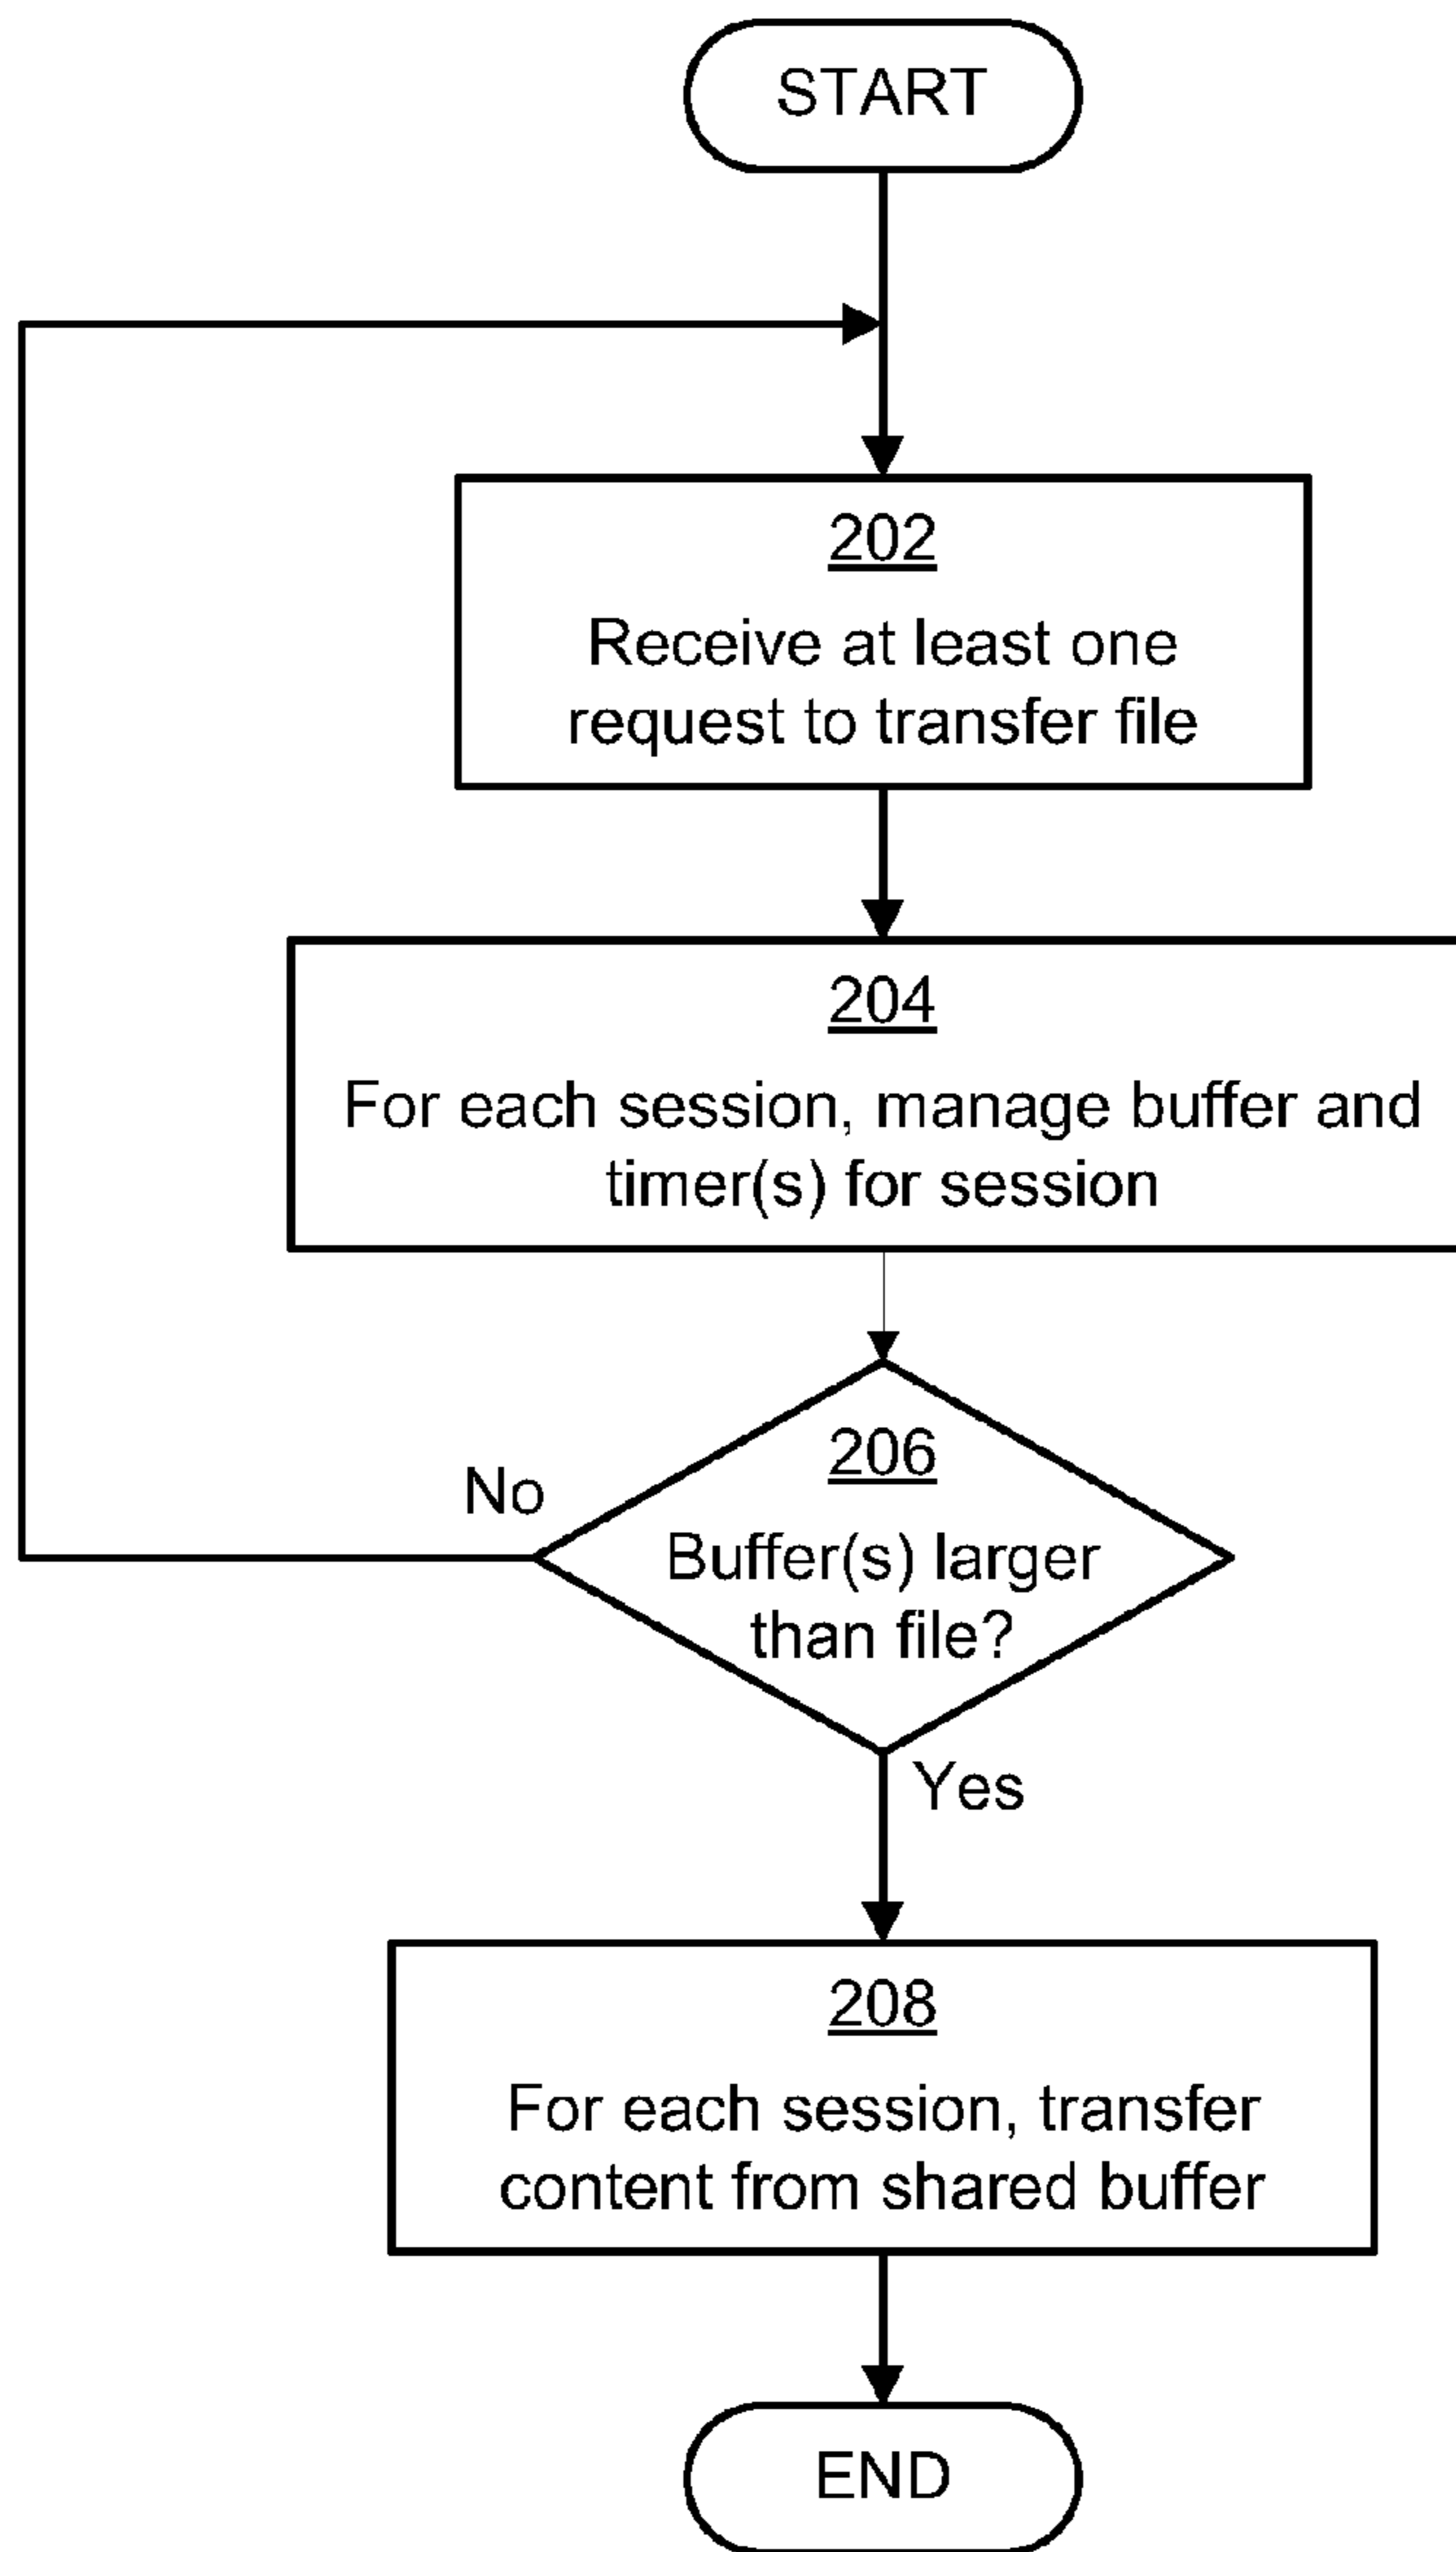 START
202
Receive at least one
request to transfer file
204
For each session, manage buffer and
timer(s) for session
206
No
Buffer(s) larger
than file?
Yes
208
For each session, transfer
content from shared buffer
END